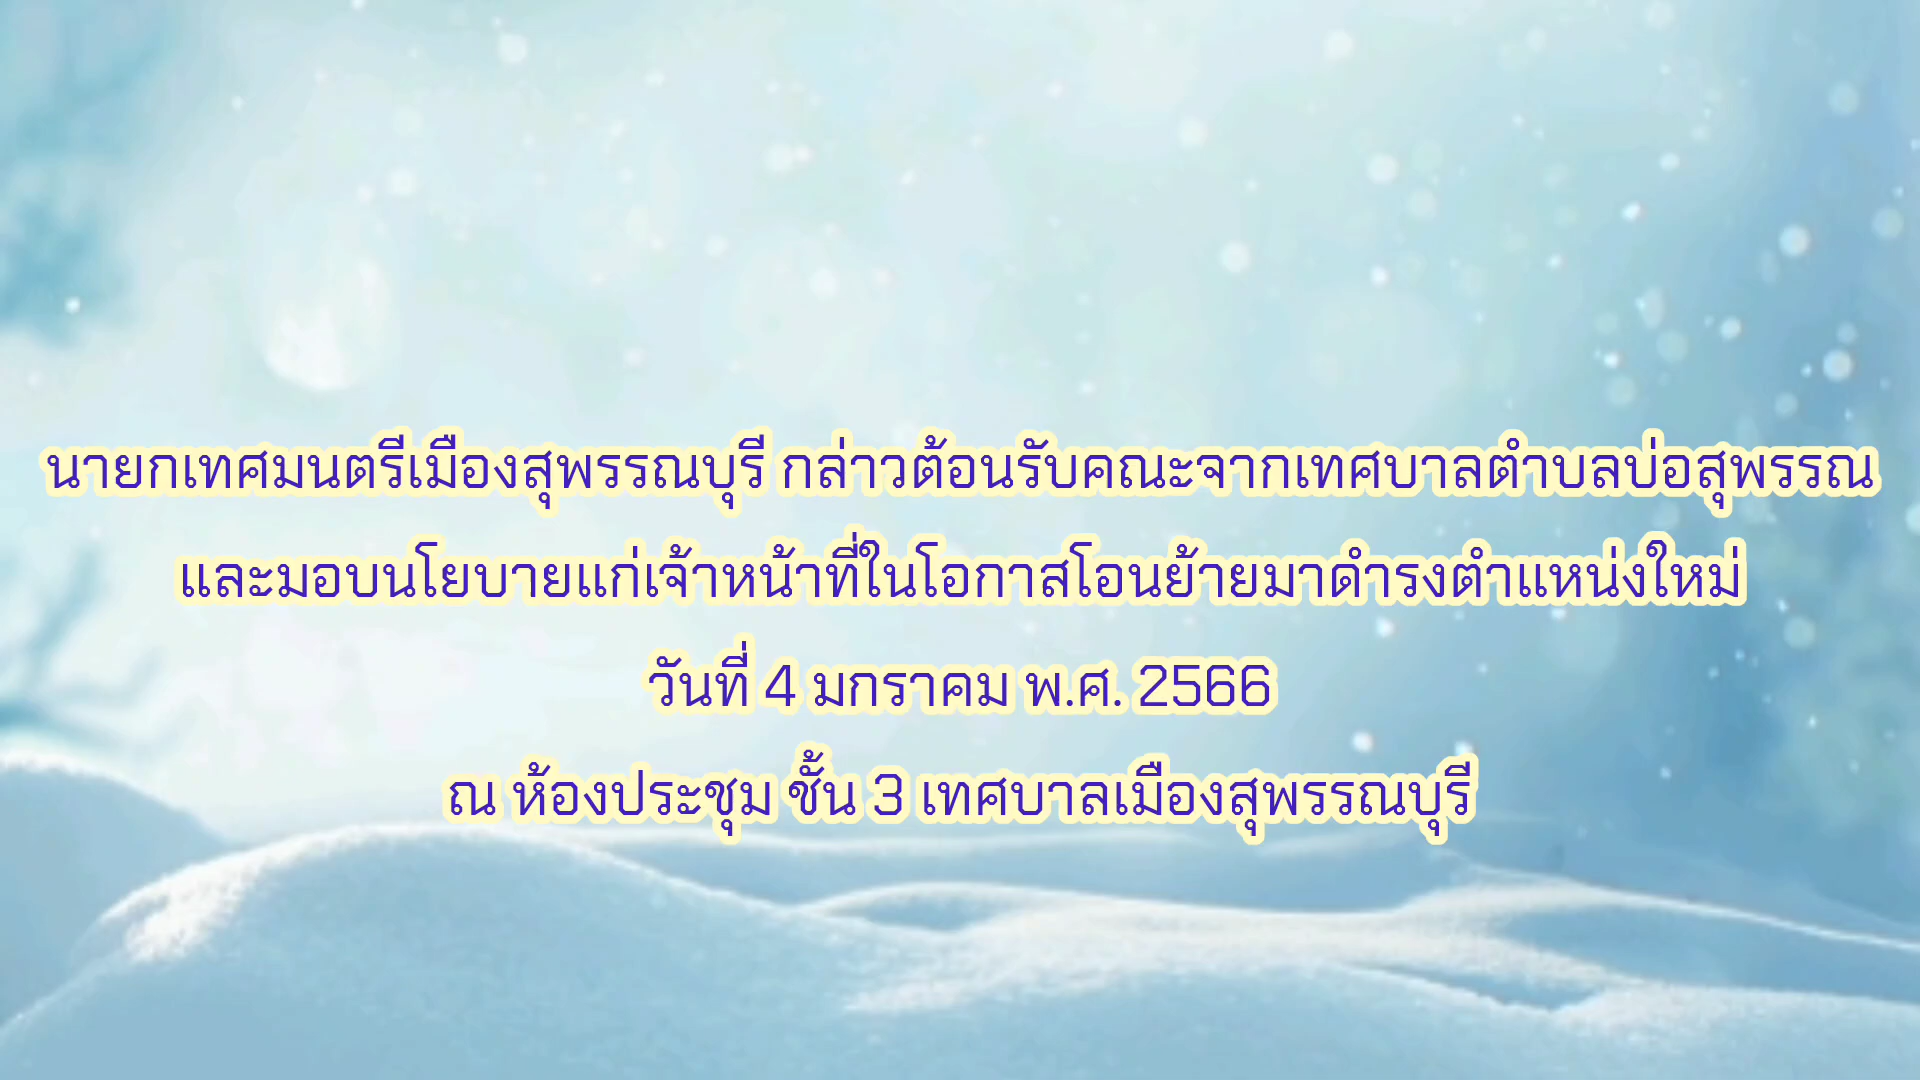 นายกเทศมนตรีเมืองสุพรรณบุรี กล่าวต้อนรับคณะจากเทศบาลตำบลบ่อสุพรรณ
และมอบนโยบายแก่เจ้าหน้าที่ในโอกาสโอนย้ายมาดำรงตำแหน่งใหม่
วันที่ 4 มกราคม พ.ศ. 2566
ณ ห้องประชุม ชั้น 3 เทศบาลเมืองสุพรรณบุรี